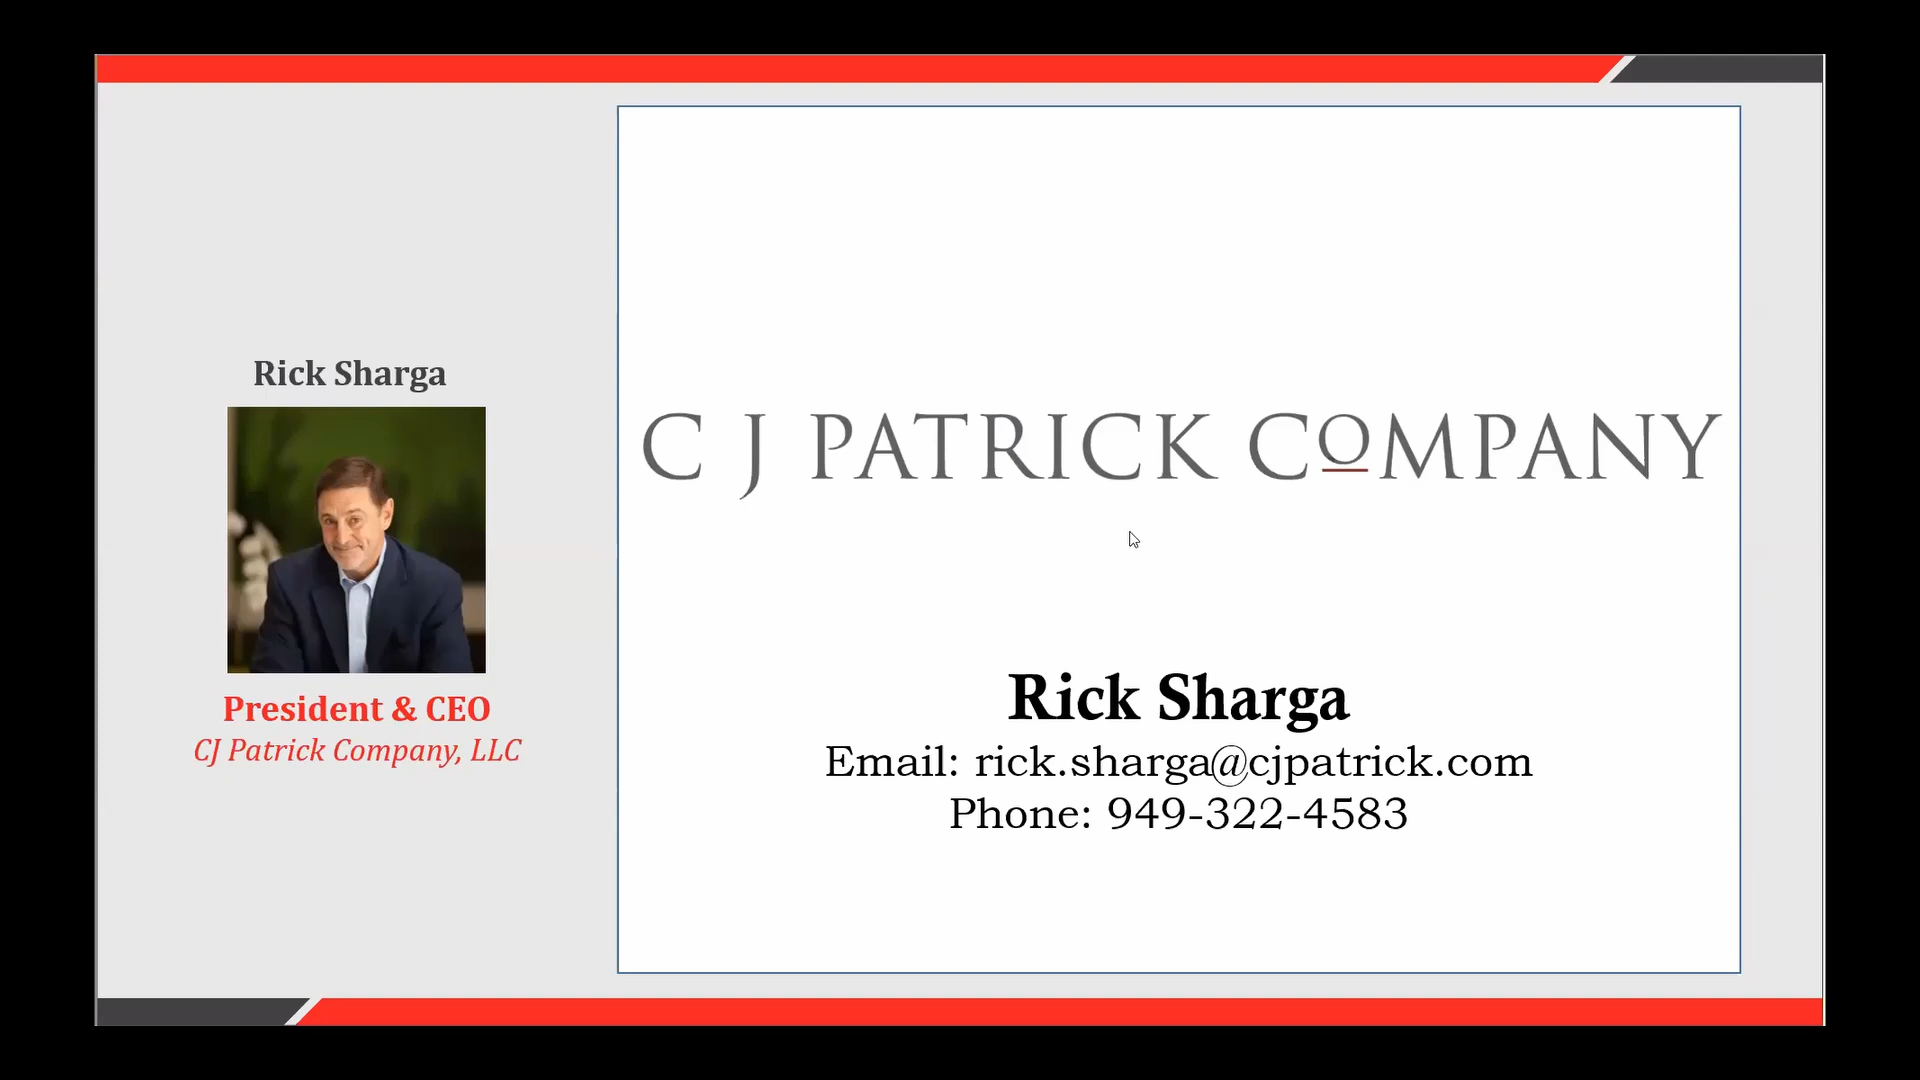 Rick Sharga
President & CEO
CJ Patrick Company, LLC
C J PATRICK COMPANY
Rick Sharga
Email: rick.sharga@cjpatrick.com
Phone: 949-322-4583